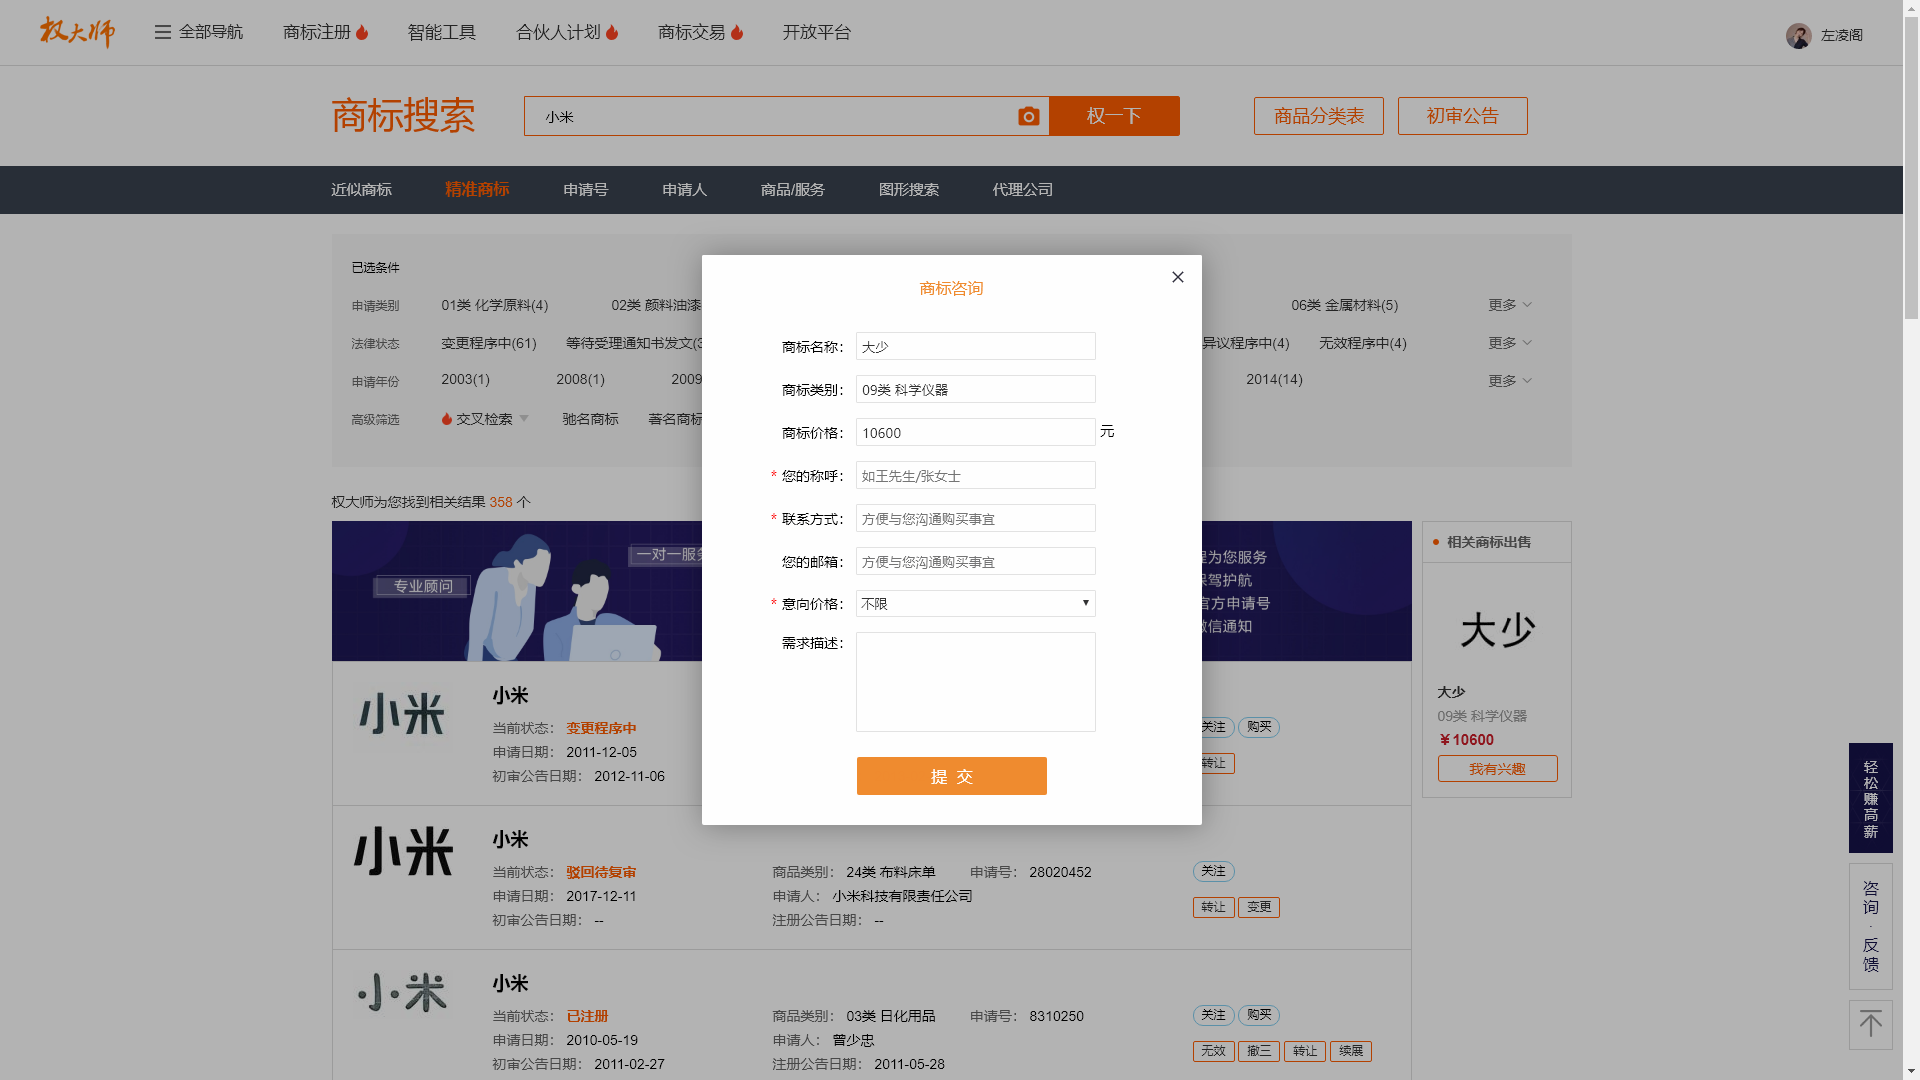 权大师
全部导航 商标注册 智能工具 合伙人计划 商标交易 开放平台 左凌阁
商标搜索 小米 权一下 商品分类表 初审公告
近似商标 精准商标 申请号 申请人 商品/服务 图形搜索 代理公司
已选条件
申请类别 01类 化学原料(4) 02类 颜料油漆 06类 金属材料(5) 更多
法律状态 变更程序中(61) 等待受理通知书发文( 异议程序中(4) 无效程序中(4) 更多
申请年份 2003(1) 2008(1) 2009 2014(14) 更多
高级筛选 交叉检索 驰名商标 著名商标
权大师为您找到相关结果 358 个
商标咨询
商标名称： 大少
商标类别： 09类 科学仪器
商标价格： 10600 元
* 您的称呼： 如王先生/张女士
* 联系方式： 方便与您沟通购买事宜
您的邮箱： 方便与您沟通购买事宜
* 意向价格： 不限
需求描述：
提 交
专业顾问
一对一服务
程为您服务
保驾护航
官方申请号
微信通知
小米
小米
当前状态： 变更程序中
申请日期： 2011-12-05
初审公告日期： 2012-11-06
关注 购买
转让
小米
小米
当前状态： 驳回待复审 商品类别： 24类 布料床单 申请号： 28020452
申请日期： 2017-12-11 申请人： 小米科技有限责任公司
初审公告日期： -- 注册公告日期： --
关注
转让 变更
小·米
小米
当前状态： 已注册 商品类别： 03类 日化用品 申请号： 8310250
申请日期： 2010-05-19 申请人： 曾少忠
初审公告日期： 2011-02-27 注册公告日期： 2011-05-28
关注 购买
无效 撤三 转让 续展
相关商标出售
大少
大少
09类 科学仪器
¥10600
我有兴趣
轻松赚高薪
咨询·反馈